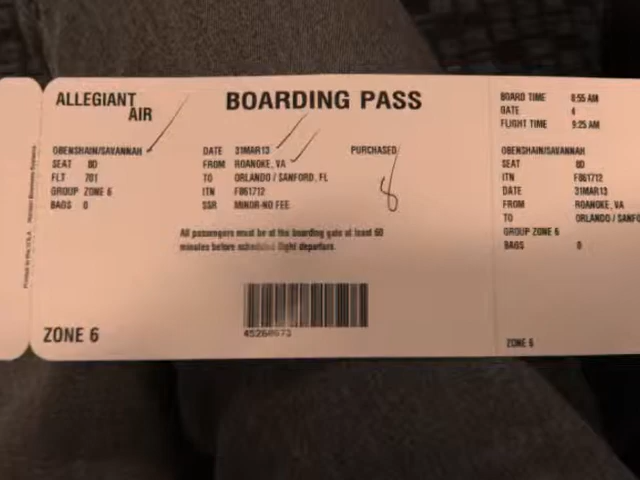 ALLEGIANT
AIR
BOARDING PASS
OBENSHAIN/SAVANNAH
SEAT 8D
FLT 701
GROUP ZONE 6
BAGS 0
DATE 31MAR13
FROM ROANOKE, VA
TO ORLANDO / SANFORD, FL
ITN F861712
SSR MINOR-NO FEE
PURCHASED
8
All passengers must be at the boarding gate at least 60
minutes before scheduled flight departure.
45260673
ZONE 6
BOARD TIME 8:55 AM
GATE 4
FLIGHT TIME 9:25 AM
OBENSHAIN/SAVANNAH
SEAT 8D
ITN F861712
DATE 31MAR13
FROM ROANOKE, VA
TO ORLANDO / SANFO
GROUP ZONE 6
BAGS 0
ZONE 6